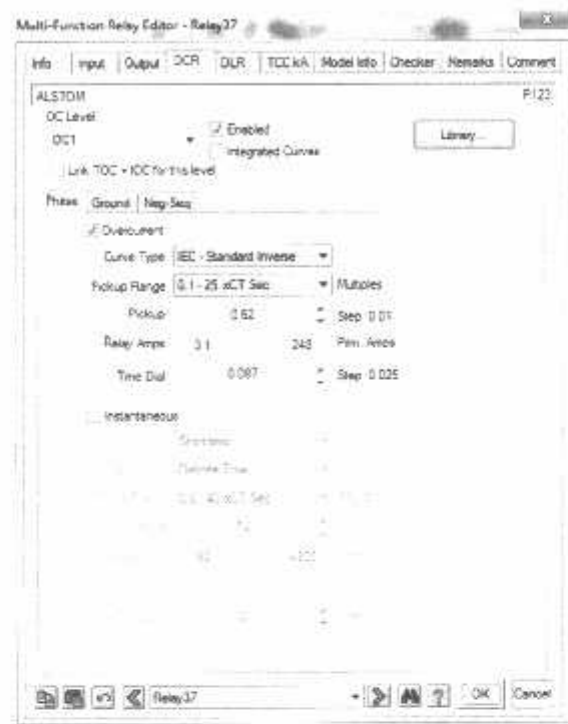 Multi-Function Relay Editor - Relay37
Info Input Output OCR OLR TCC kA Model Info Checker Remarks Comment
ALSTOM P122
OC Level
OC1
Enabled
Integrated Curves
Library...
Link TOC + IOC for this level
Phase Ground Neg-Seq
Overcurrent
Curve Type IEC - Standard Inverse
Pickup Range 0.1 - 25 xCT Sec Multiples
Pickup 0.62 Step 0.01
Relay Amps 3.1 248 Prim. Amps
Time Dial 0.087 Step 0.025
Instantaneous
Relay37
? OK Cancel